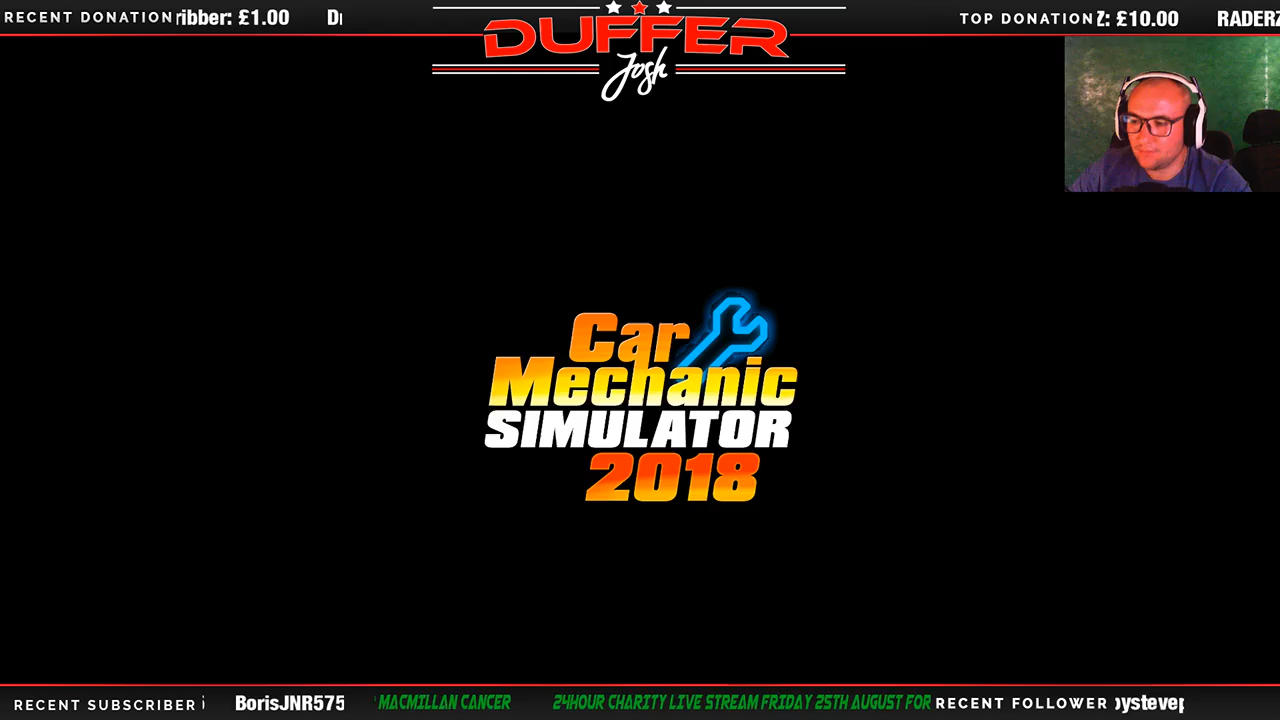 RECENT DONATION ribber: £1.00
TOP DONATION Z: £10.00 RADERZ
DUFFER
Josh
Car
Mechanic
SIMULATOR
2018
RECENT SUBSCRIBER BorisJNR575
MACMILLAN CANCER 24HOUR CHARITY LIVE STREAM FRIDAY 25TH AUGUST FOR
RECENT FOLLOWER